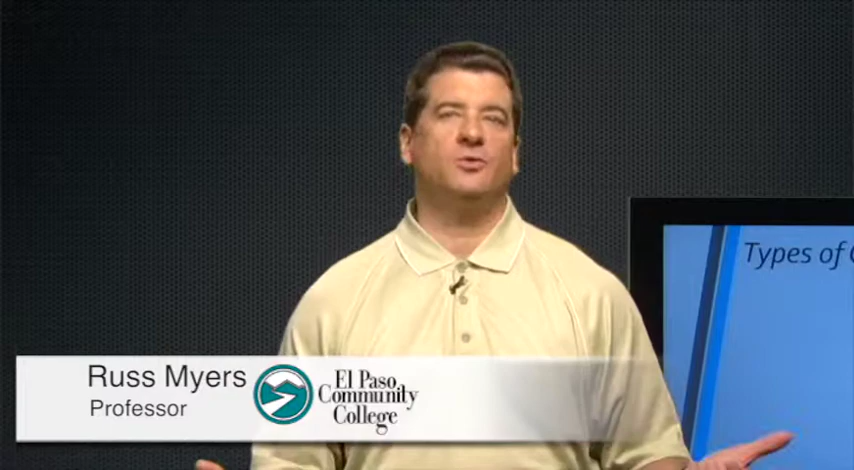 Types of
Russ Myers
Professor
El Paso
Community
College